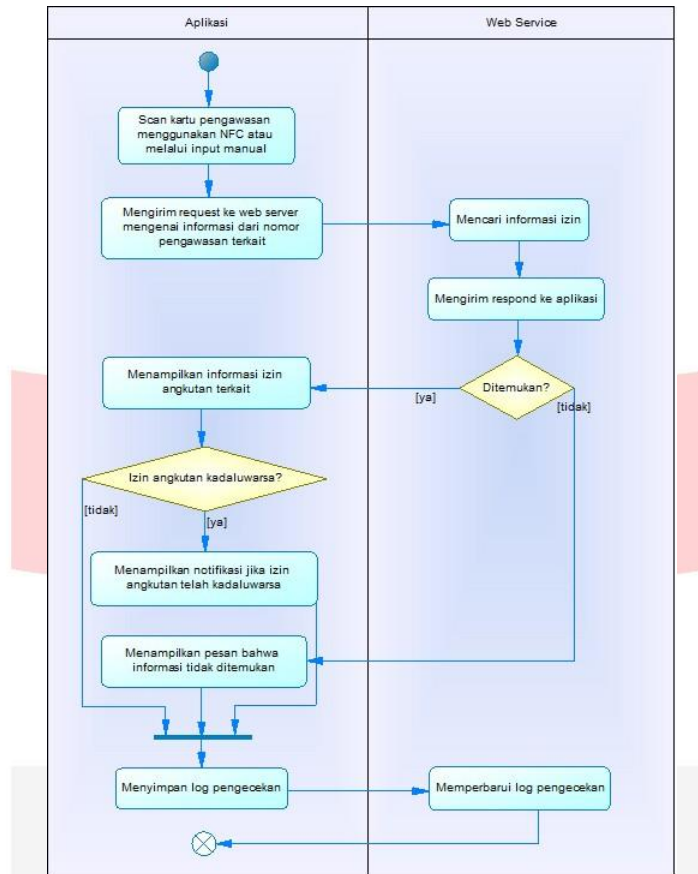 Aplikasi
Web Service
Scan kartu pengawasan
menggunakan NFC atau
melalui input manual
Mengirim request ke web server
mengenai informasi dari nomor
pengawasan terkait
Mencari informasi izin
Mengirim respond ke aplikasi
Ditemukan?
[ya]
[tidak]
Menampilkan informasi izin
angkutan terkait
Izin angkutan kadaluwarsa?
[tidak]
[ya]
Menampilkan notifikasi jika izin
angkutan telah kadaluwarsa
Menampilkan pesan bahwa
informasi tidak ditemukan
Menyimpan log pengecekan
Memperbarui log pengecekan